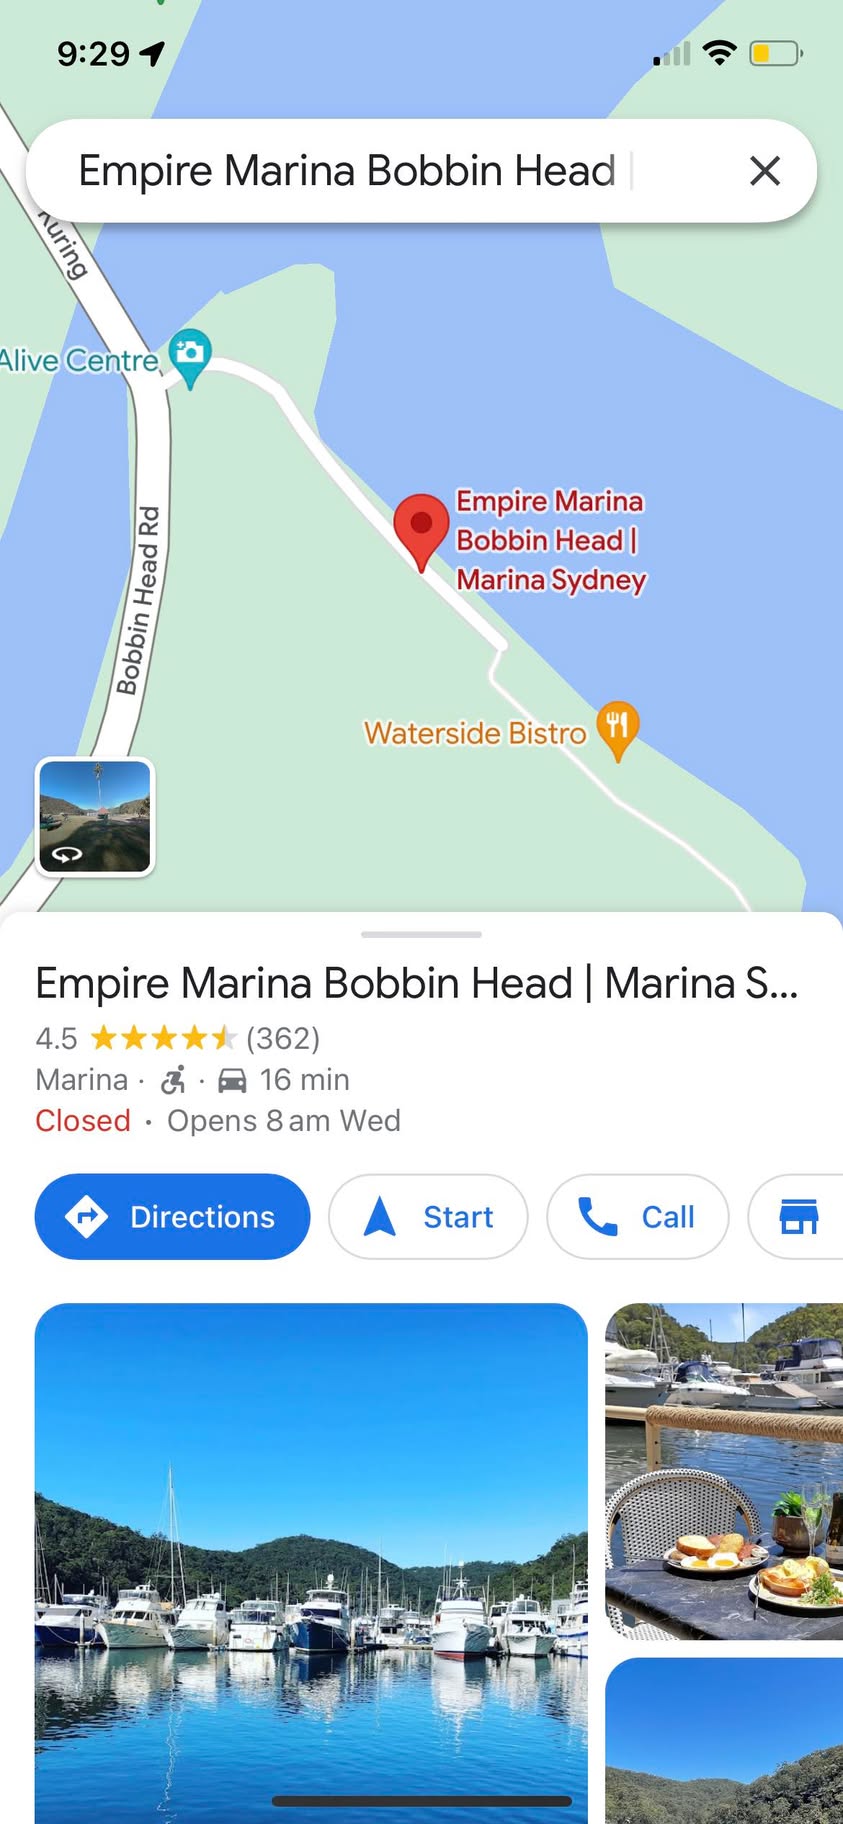 9:29
Empire Marina Bobbin Head
Alive Centre
Bobbin Head Rd
Empire Marina
Bobbin Head |
Marina Sydney
Waterside Bistro
Empire Marina Bobbin Head | Marina S...
4.5 (362)
Marina · · 16 min
Closed · Opens 8 am Wed
Directions
Start
Call